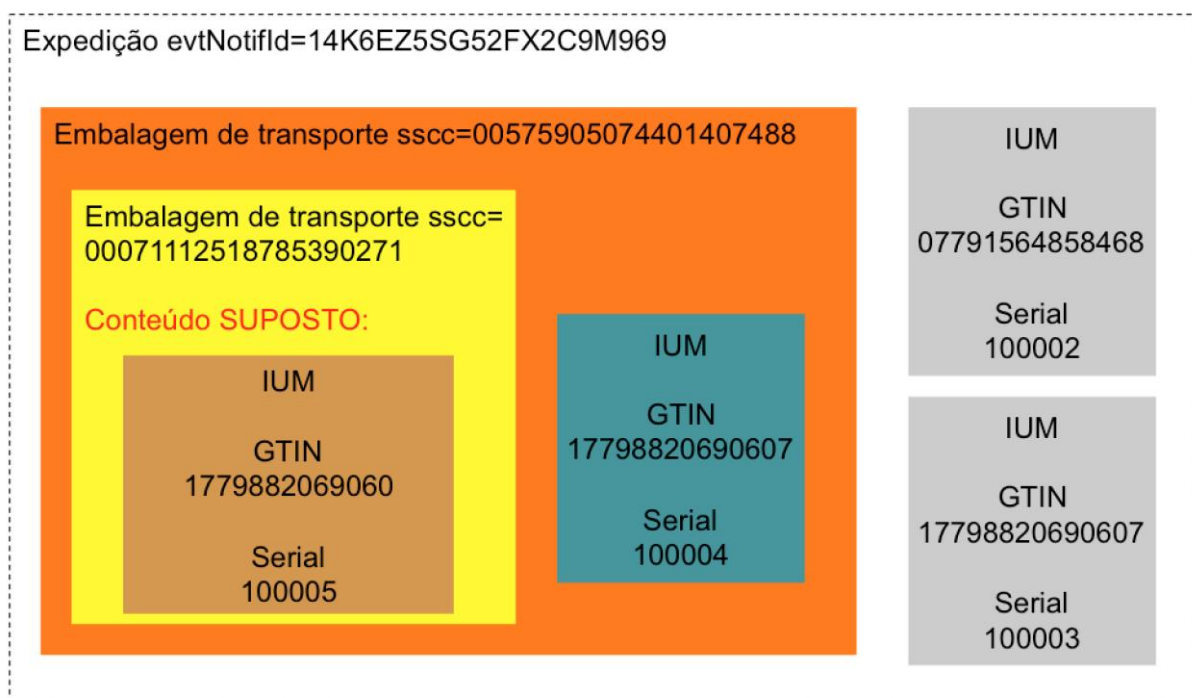 Expedição evtNotifId=14K6EZ5SG52FX2C9M969
Embalagem de transporte sscc=00575905074401407488
Embalagem de transporte sscc=
00071112518785390271
Conteúdo SUPOSTO:
IUM
GTIN
1779882069060
Serial
100005
IUM
GTIN
17798820690607
Serial
100004
IUM
GTIN
07791564858468
Serial
100002
IUM
GTIN
17798820690607
Serial
100003